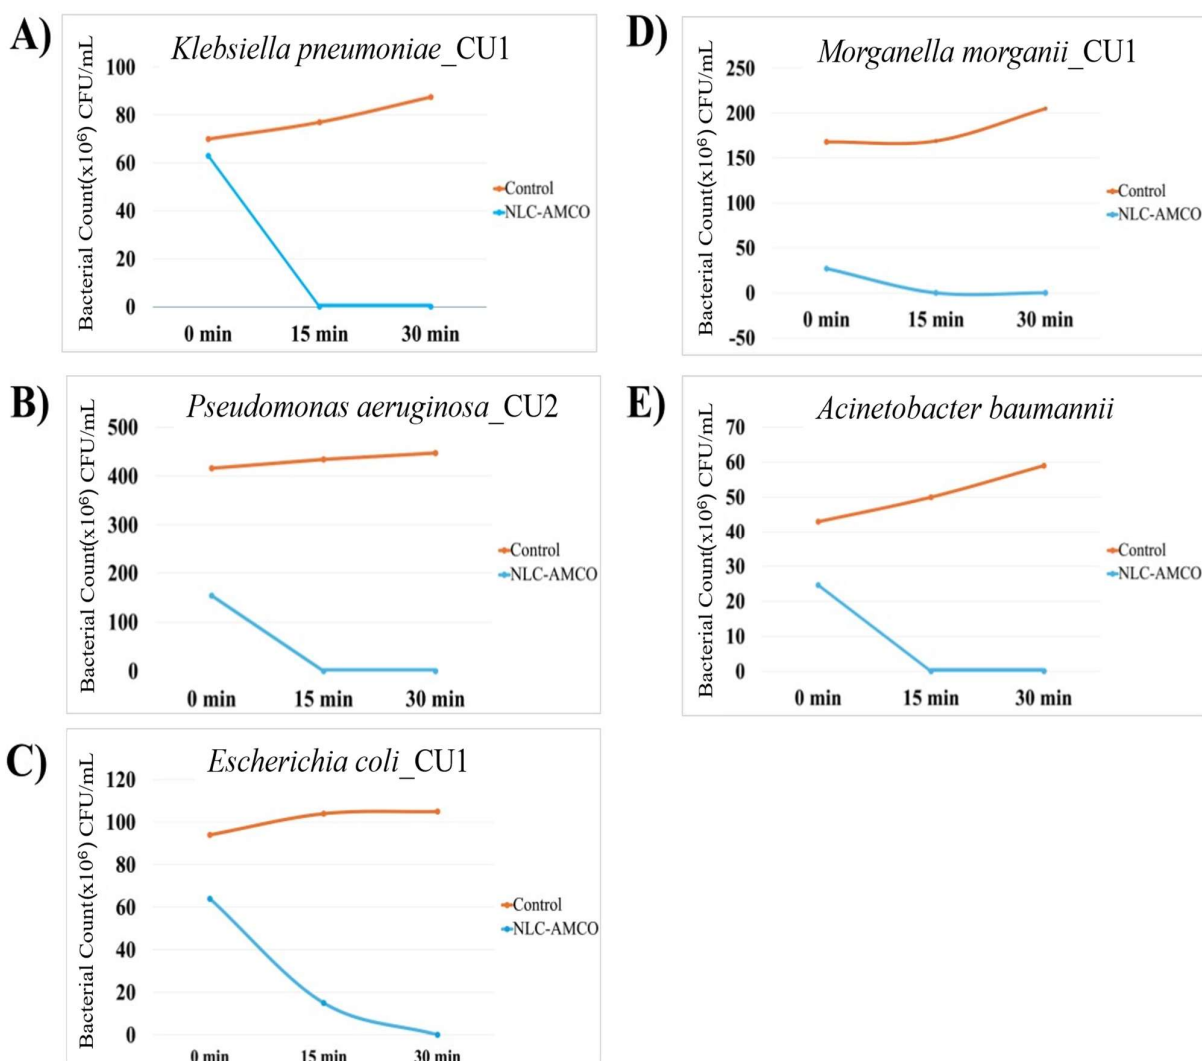 A)
Klebsiella pneumoniae_CU1
Bacterial Count(x10⁶) CFU/mL
100
80
60
40
20
0
0 min 15 min 30 min
Control
NLC-AMCO
B)
Pseudomonas aeruginosa_CU2
Bacterial Count(x10⁶) CFU/mL
500
400
300
200
100
0
0 min 15 min 30 min
Control
NLC-AMCO
C)
Escherichia coli_CU1
Bacterial Count(x10⁶) CFU/mL
120
100
80
60
40
20
0
0 min 15 min 30 min
Control
NLC-AMCO
D)
Morganella morganii_CU1
Bacterial Count(x10⁶) CFU/mL
250
200
150
100
50
0
-50
0 min 15 min 30 min
Control
NLC-AMCO
E)
Acinetobacter baumannii
Bacterial Count(x10⁶) CFU/mL
70
60
50
40
30
20
10
0
0 min 15 min 30 min
Control
NLC-AMCO